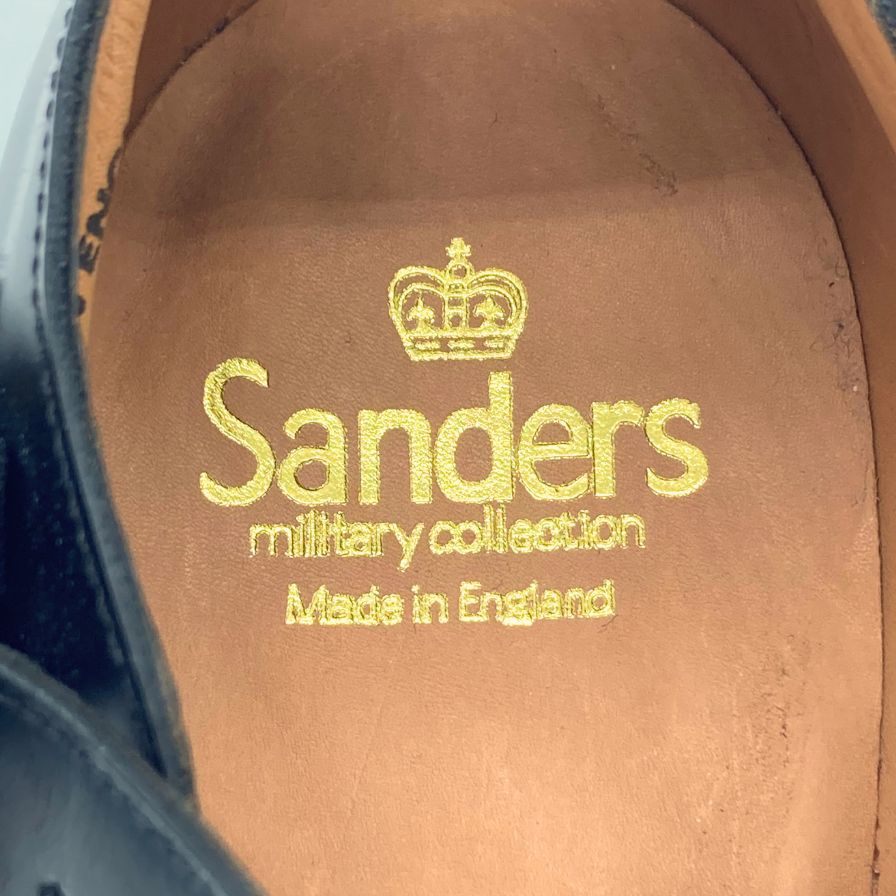 Sanders
military collection
Made in England